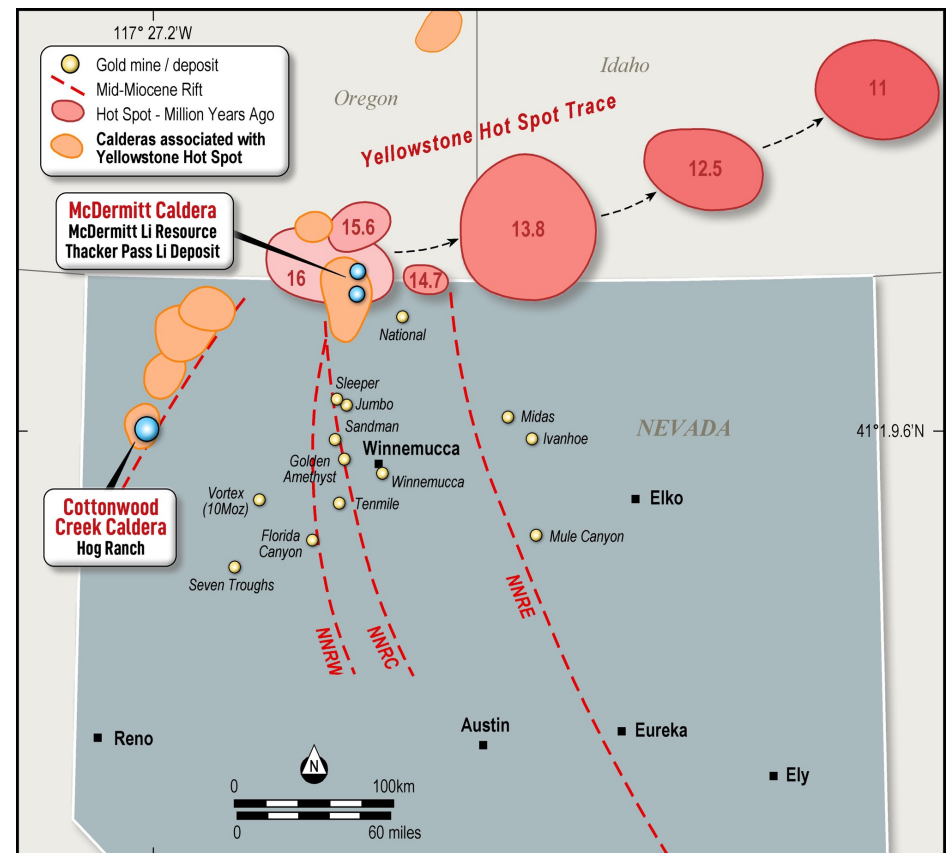 117° 27.2'W
Gold mine / deposit
Mid-Miocene Rift
Hot Spot - Million Years Ago
Calderas associated with
Yellowstone Hot Spot
Oregon
Idaho
Yellowstone Hot Spot Trace
11
12.5
13.8
15.6
16
14.7
McDermitt Caldera
McDermitt Li Resource
Thacker Pass Li Deposit
National
Sleeper
Jumbo
Sandman
Midas
Ivanhoe
NEVADA
41°1.9.6'N
Winnemucca
Golden
Amethyst
Winnemucca
Vortex
(10Moz)
Tenmile
Elko
Cottonwood
Creek Caldera
Hog Ranch
Florida
Canyon
Mule Canyon
Seven Troughs
NNRW
NNRC
NNRE
Reno
Austin
Eureka
Ely
N
0 100km
0 60 miles